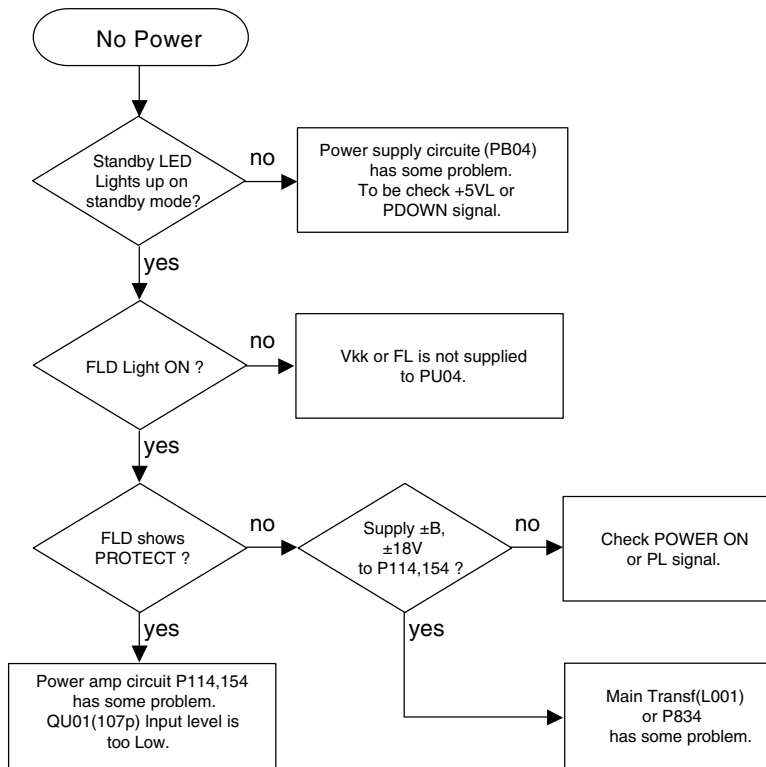 No Power
Standby LED
Lights up on
standby mode?
no
Power supply circuite (PB04)
has some problem.
To be check +5VL or
PDOWN signal.
yes
FLD Light ON ?
no
Vkk or FL is not supplied
to PU04.
yes
FLD shows
PROTECT ?
no
Supply ±B,
±18V
to P114,154 ?
no
Check POWER ON
or PL signal.
yes
Power amp circuit P114,154
has some problem.
QU01(107p) Input level is
too Low.
yes
Main Transf(L001)
or P834
has some problem.